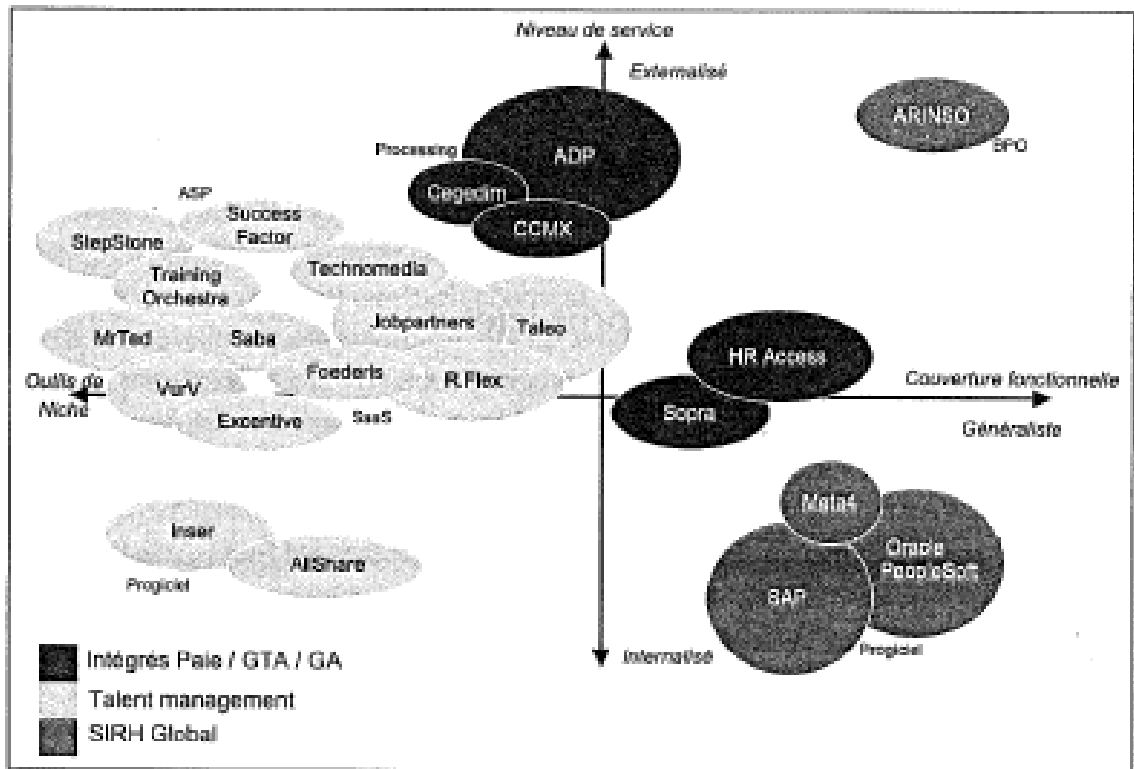 Niveau de service
Externalisé
ARINSO
BPO
ADP
Processing
Cegedim
CCMX
ASP
Success
Factor
StepStone
Technomedia
Training
Orchestra
Jobpartners
Taleo
MrTed
Saba
HR Access
Foederis
R.Flex
Outils de
Niche
VurV
Couverture fonctionnelle
Sopra
Excentive
SaaS
Généraliste
Meta4
Inser
Oracle
PeopleSoft
AllShare
Progiciel
SAP
Progiciel
Internalisé
Intégrés Paie / GTA / GA
Talent management
SIRH Global